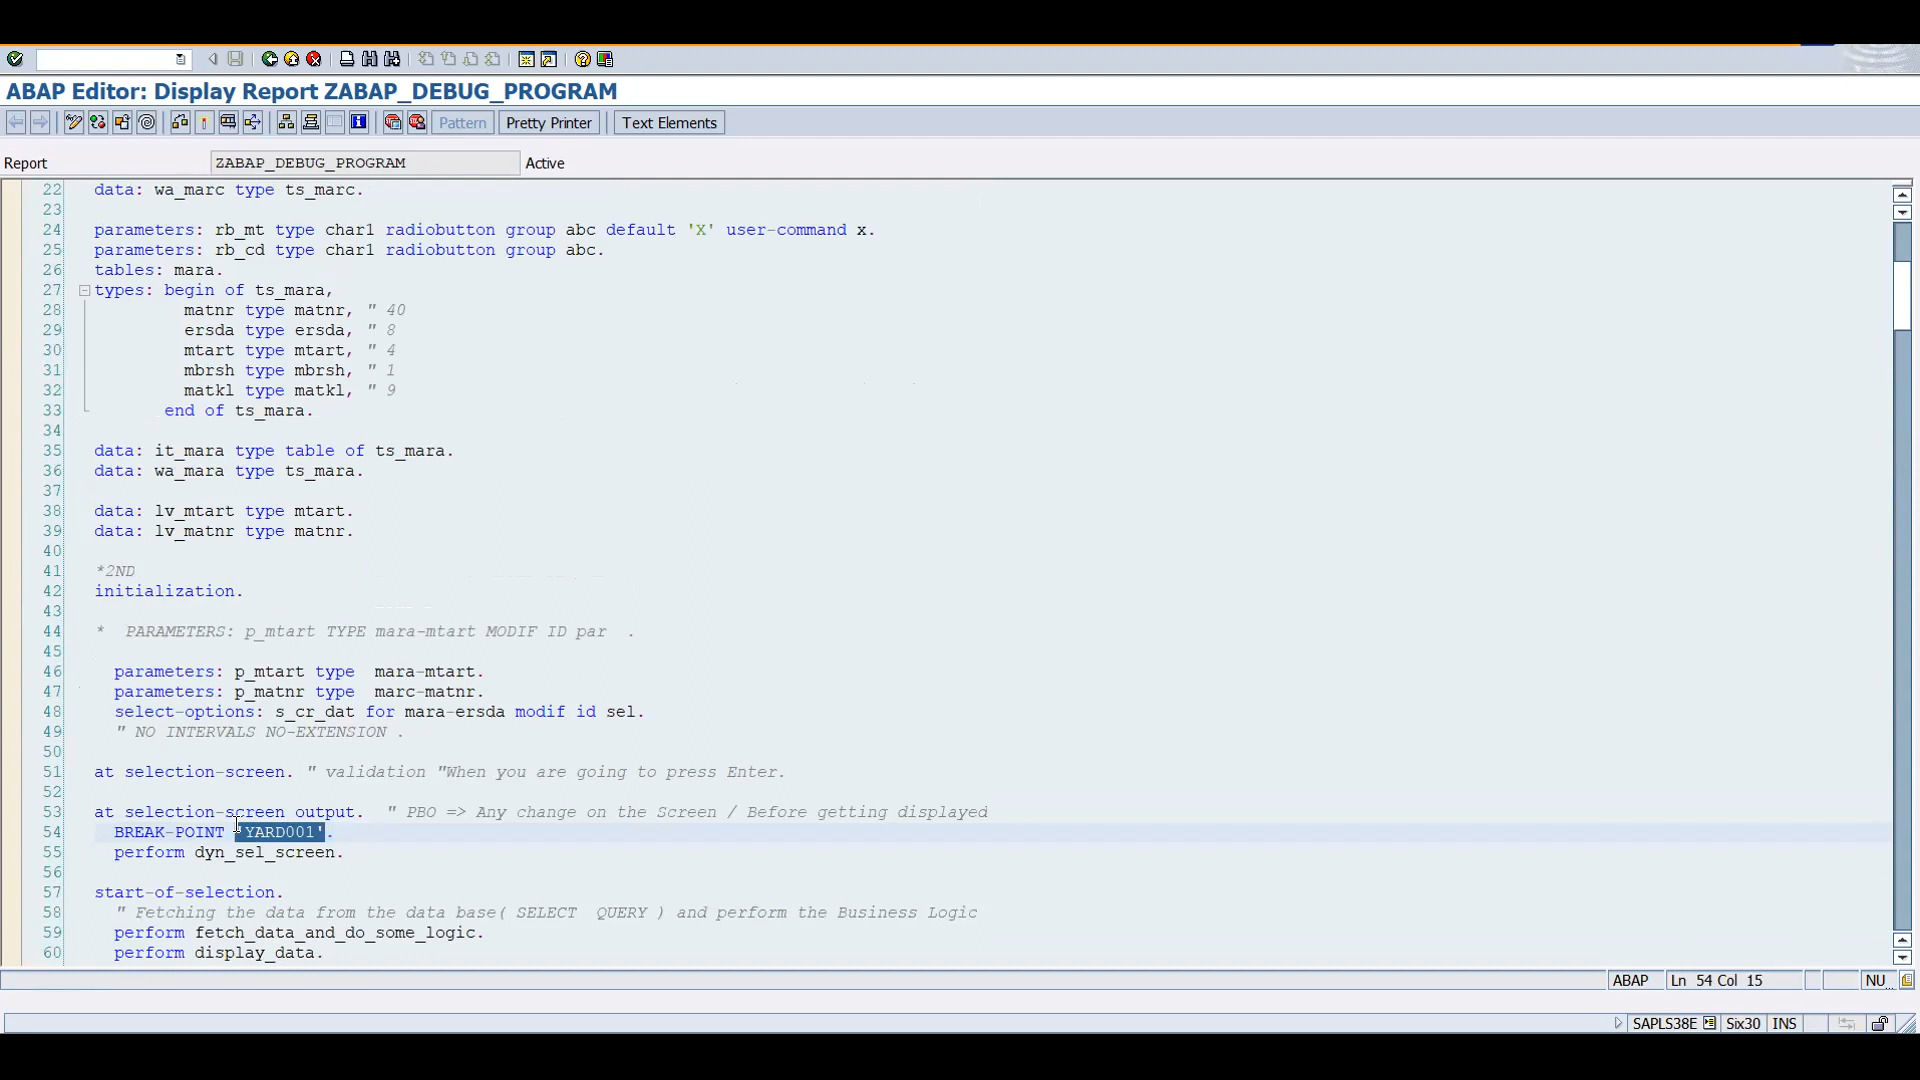 ABAP Editor: Display Report ZABAP_DEBUG_PROGRAM
Pattern Pretty Printer Text Elements
Report ZABAP_DEBUG_PROGRAM Active
22 data: wa_marc type ts_marc.
23
24 parameters: rb_mt type char1 radiobutton group abc default 'X' user-command x.
25 parameters: rb_cd type char1 radiobutton group abc.
26 tables: mara.
27 types: begin of ts_mara,
28 matnr type matnr, " 40
29 ersda type ersda, " 8
30 mtart type mtart, " 4
31 mbrsh type mbrsh, " 1
32 matkl type matkl, " 9
33 end of ts_mara.
34
35 data: it_mara type table of ts_mara.
36 data: wa_mara type ts_mara.
37
38 data: lv_mtart type mtart.
39 data: lv_matnr type matnr.
40
41 *2ND
42 initialization.
43
44 * PARAMETERS: p_mtart TYPE mara-mtart MODIF ID par .
45
46 parameters: p_mtart type mara-mtart.
47 parameters: p_matnr type marc-matnr.
48 select-options: s_cr_dat for mara-ersda modif id sel.
49 " NO INTERVALS NO-EXTENSION .
50
51 at selection-screen. " validation "When you are going to press Enter.
52
53 at selection-screen output. " PBO => Any change on the Screen / Before getting displayed
54 BREAK-POINT 'YARD001'.
55 perform dyn_sel_screen.
56
57 start-of-selection.
58 " Fetching the data from the data base( SELECT QUERY ) and perform the Business Logic
59 perform fetch_data_and_do_some_logic.
60 perform display_data.
ABAP Ln 54 Col 15 NU...
SAPLS38E Six30 INS